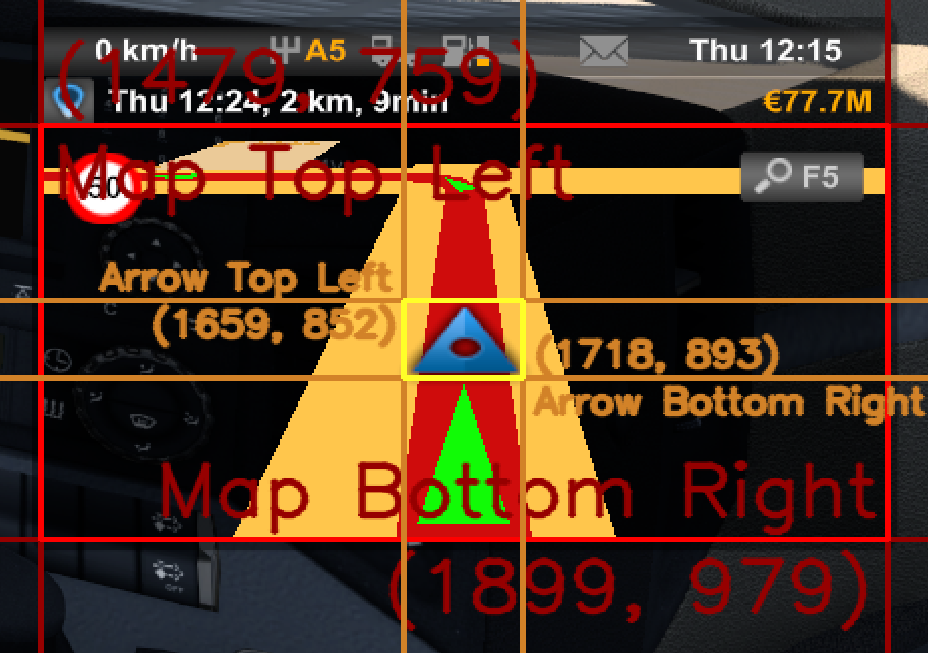 0 km/h A5 Thu 12:15
(1479, 759)
Thu 12:24, 2 km, 9min €77.7M
Map Top Left
50
F5
Arrow Top Left
(1659, 852)
(1718, 893)
Arrow Bottom Right
Map Bottom Right
(1899, 979)
OFF